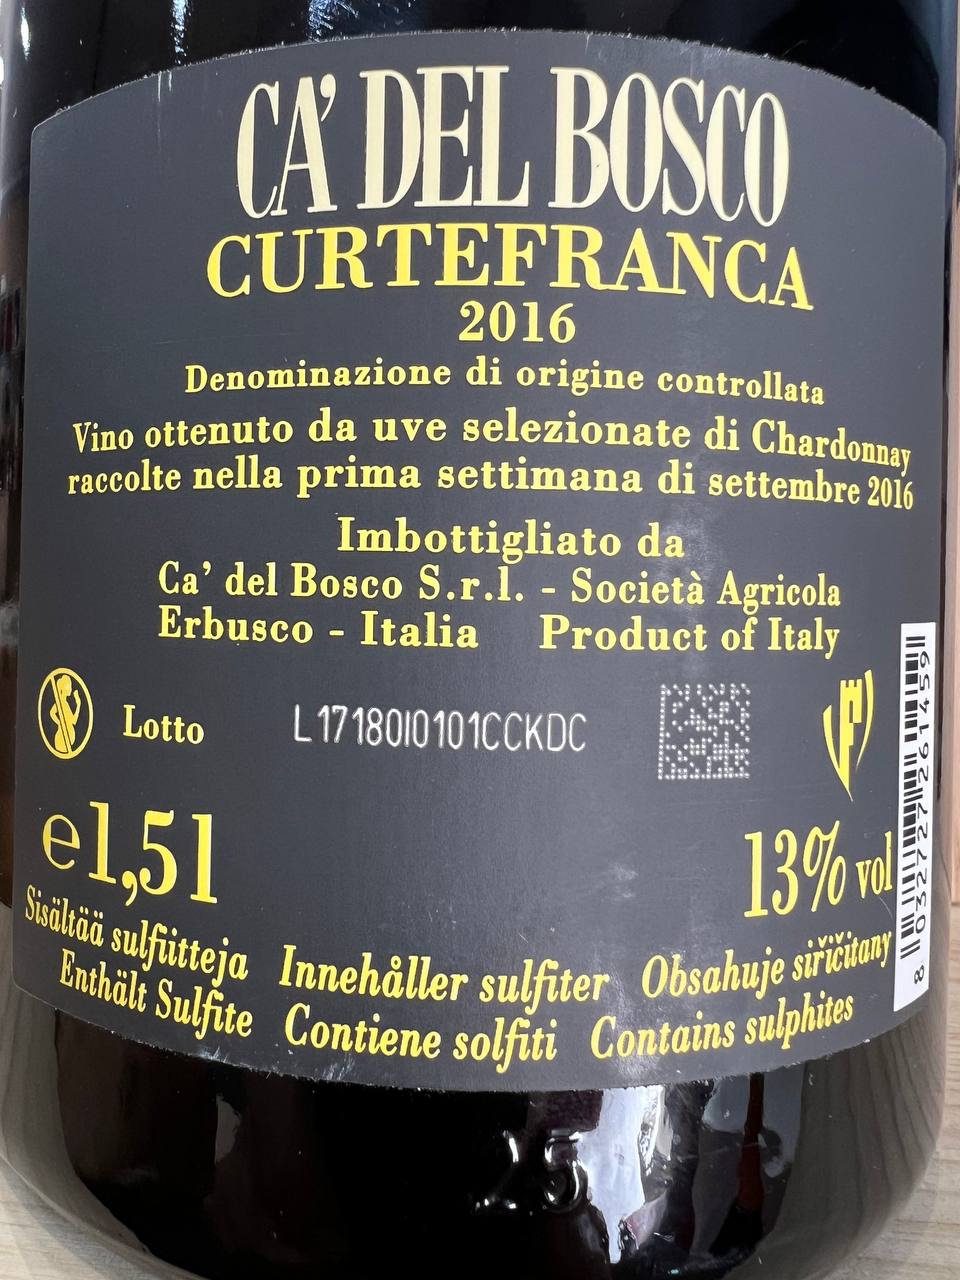 CA' DEL BOSCO
CURTEFRANCA
2016
Denominazione di origine controllata
Vino ottenuto da uve selezionate di Chardonnay
raccolte nella prima settimana di settembre 2016
Imbottigliato da
Ca' del Bosco S.r.l. - Società Agricola
Erbusco - Italia Product of Italy
Lotto L17180I0101CCKDC
e1,5l 13% vol
Sisältää sulfiitteja Innehåller sulfiter Obsahuje siřičitany
Enthält Sulfite Contiene solfiti Contains sulphites
8 032727 261459
25